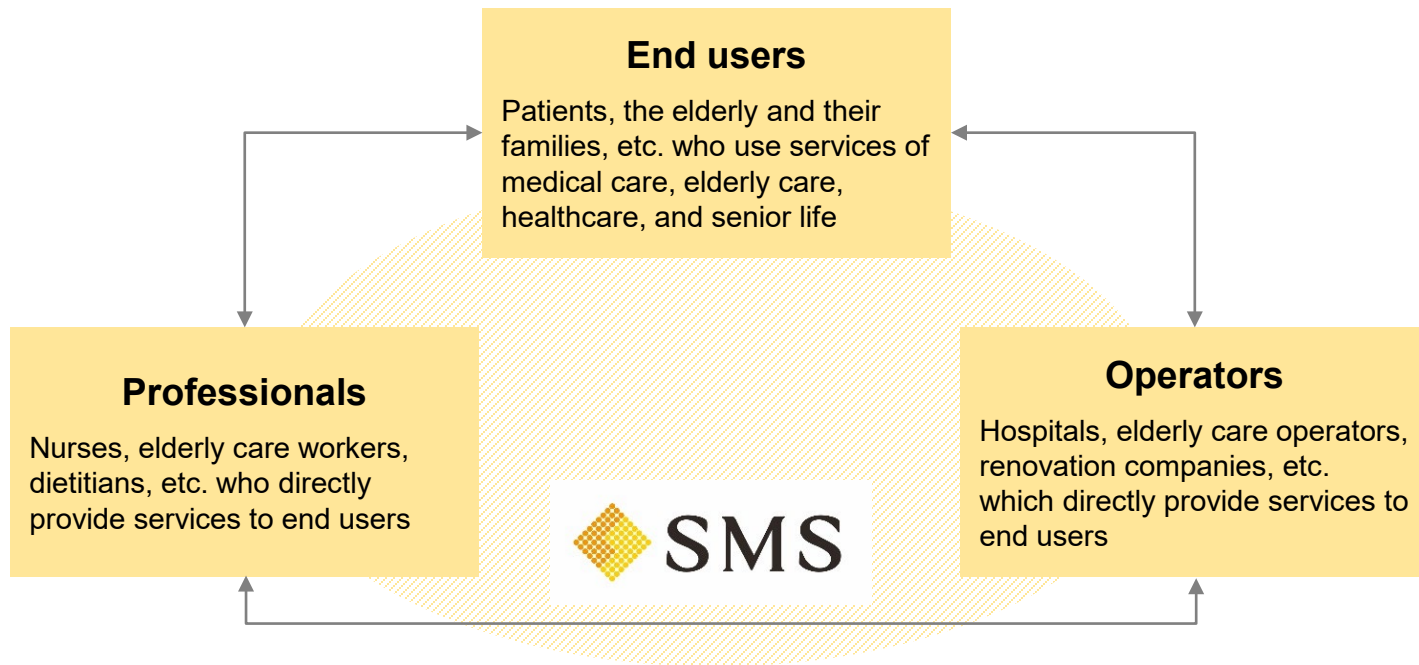 End users
Patients, the elderly and their
families, etc. who use services of
medical care, elderly care,
healthcare, and senior life
Professionals
Nurses, elderly care workers,
dietitians, etc. who directly
provide services to end users
Operators
Hospitals, elderly care operators,
renovation companies, etc.
which directly provide services to
end users
SMS